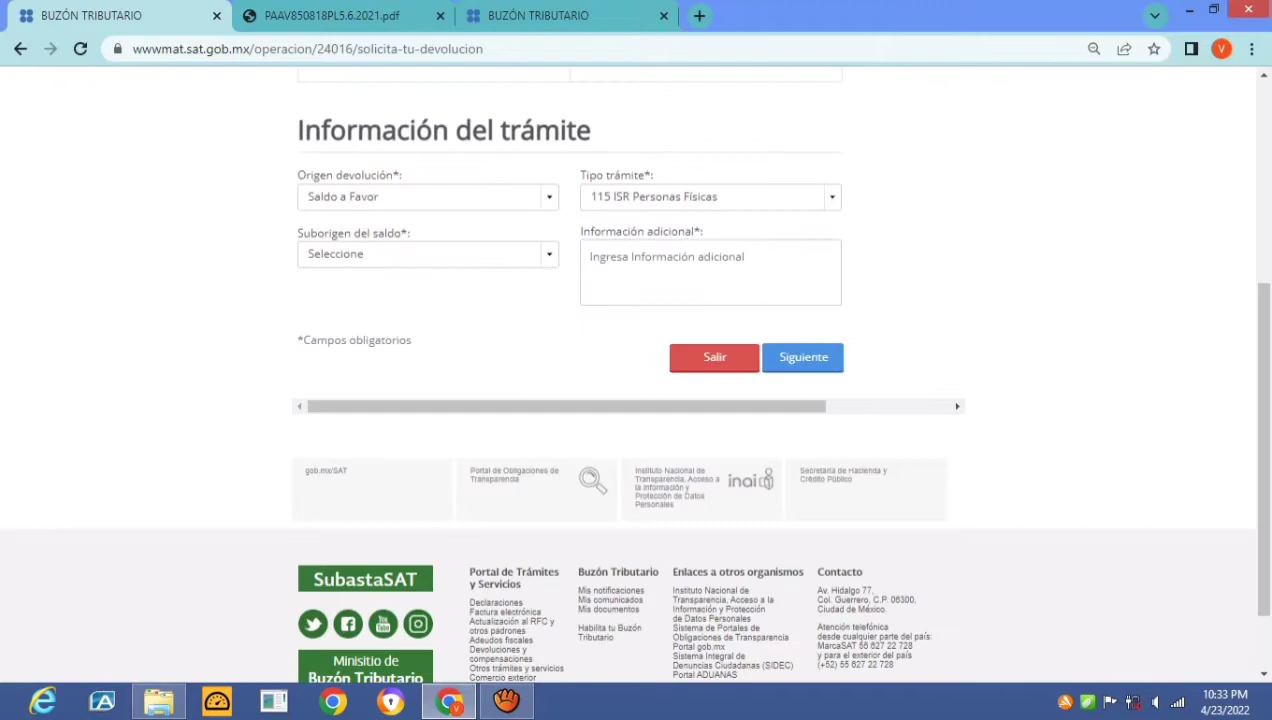 BUZÓN TRIBUTARIO
PAAV850818PL5.6.2021.pdf
BUZÓN TRIBUTARIO
wwwmat.sat.gob.mx/operacion/24016/solicita-tu-devolucion
V
Información del trámite
Origen devolución*:
Tipo trámite*:
Saldo a Favor
115 ISR Personas Físicas
Suborigen del saldo*:
Información adicional*:
Seleccione
Ingresa Información adicional
*Campos obligatorios
Salir
Siguiente
gob.mx/SAT
Portal de Obligaciones de
Transparencia
Instituto Nacional de
Transparencia, Acceso a
la Información y
Protección de Datos
Personales
inai
Secretaría de Hacienda y
Crédito Público
SubastaSAT
Minisitio de
Buzón Tributario
Portal de Trámites
y Servicios
Declaraciones
Factura electrónica
Actualización al RFC y
otros padrones
Adeudos fiscales
Devoluciones y
compensaciones
Otros trámites y servicios
Comercio exterior
Buzón Tributario
Mis notificaciones
Mis comunicados
Mis documentos
Habilita tu Buzón
Tributario
Enlaces a otros organismos
Instituto Nacional de
Transparencia, Acceso a la
Información y Protección
de Datos Personales
Sistema de Portales de
Obligaciones de Transparencia
Portal gob.mx
Sistema Integral de
Denuncias Ciudadanas (SIDEC)
Portal ADUANAS
Contacto
Av. Hidalgo 77,
Col. Guerrero, C.P. 06300,
Ciudad de México.
Atención telefónica
desde cualquier parte del país:
MarcaSAT 55 627 22 728
y para el exterior del país
(+52) 55 627 22 728
10:33 PM
4/23/2022